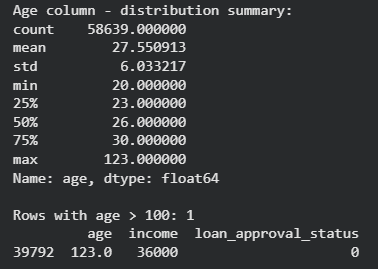 Age column - distribution summary:
count    58639.000000
mean        27.550913
std          6.033217
min         20.000000
25%         23.000000
50%         26.000000
75%         30.000000
max        123.000000
Name: age, dtype: float64

Rows with age > 100: 1
         age  income  loan_approval_status
39792  123.0   36000                     0